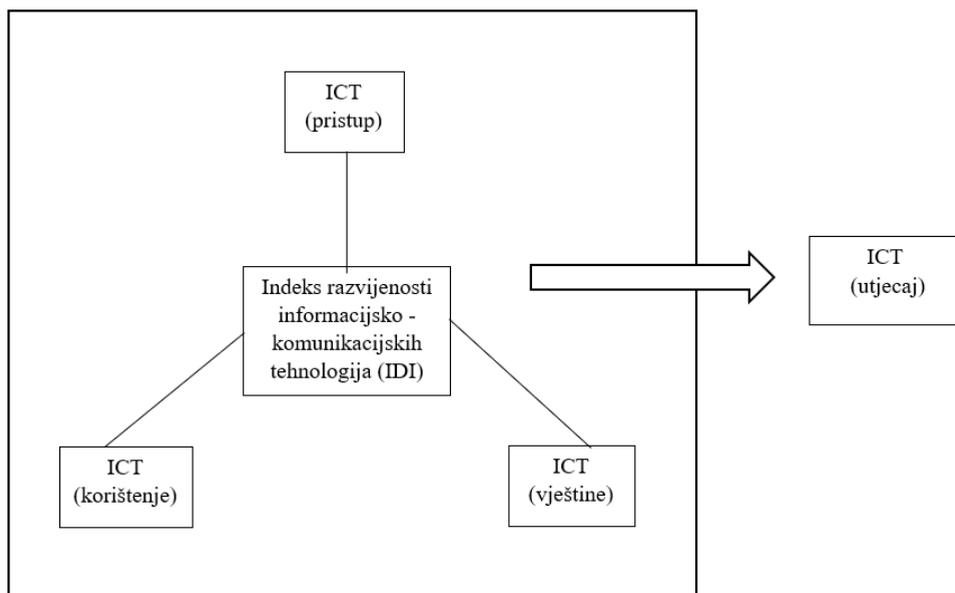 ICT
(pristup)
Indeks razvijenosti
informacijsko -
komunikacijskih
tehnologija (IDI)
ICT
(utjecaj)
ICT
(korištenje)
ICT
(vještine)